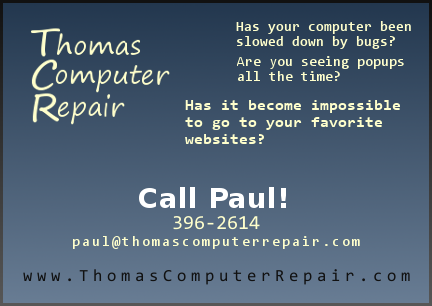 Thomas
Computer
Repair
Has your computer been
slowed down by bugs?
Are you seeing popups
all the time?
Has it become impossible
to go to your favorite
websites?
Call Paul!
396-2614
paul@thomascomputerrepair.com
www.ThomasComputerRepair.com